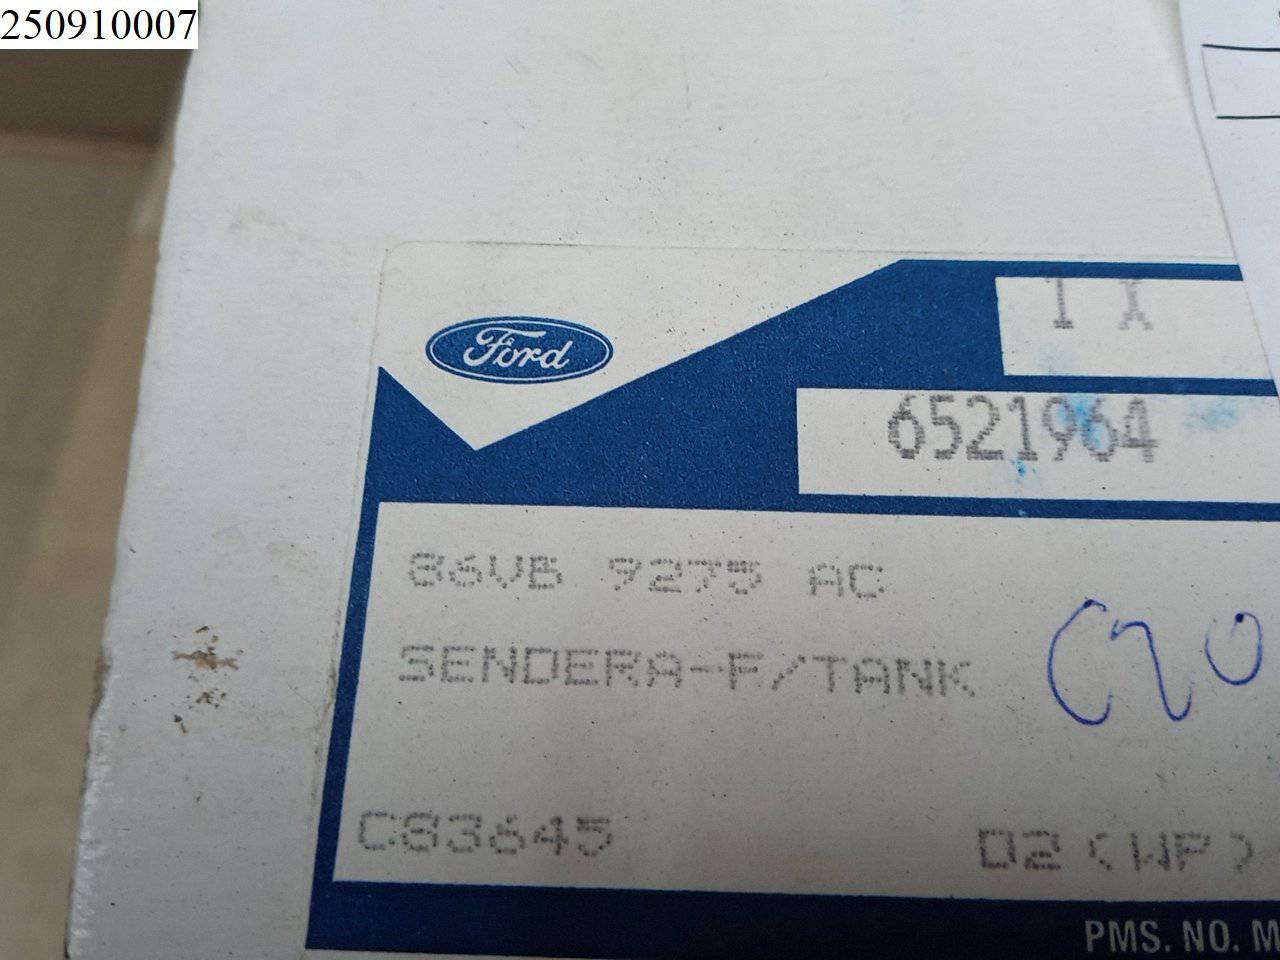 250910007
Ford
1 X
6521964
86VB 9275 AC
SENDERA-F/TANK
C83645
D2 (WP)
PMS. NO. M